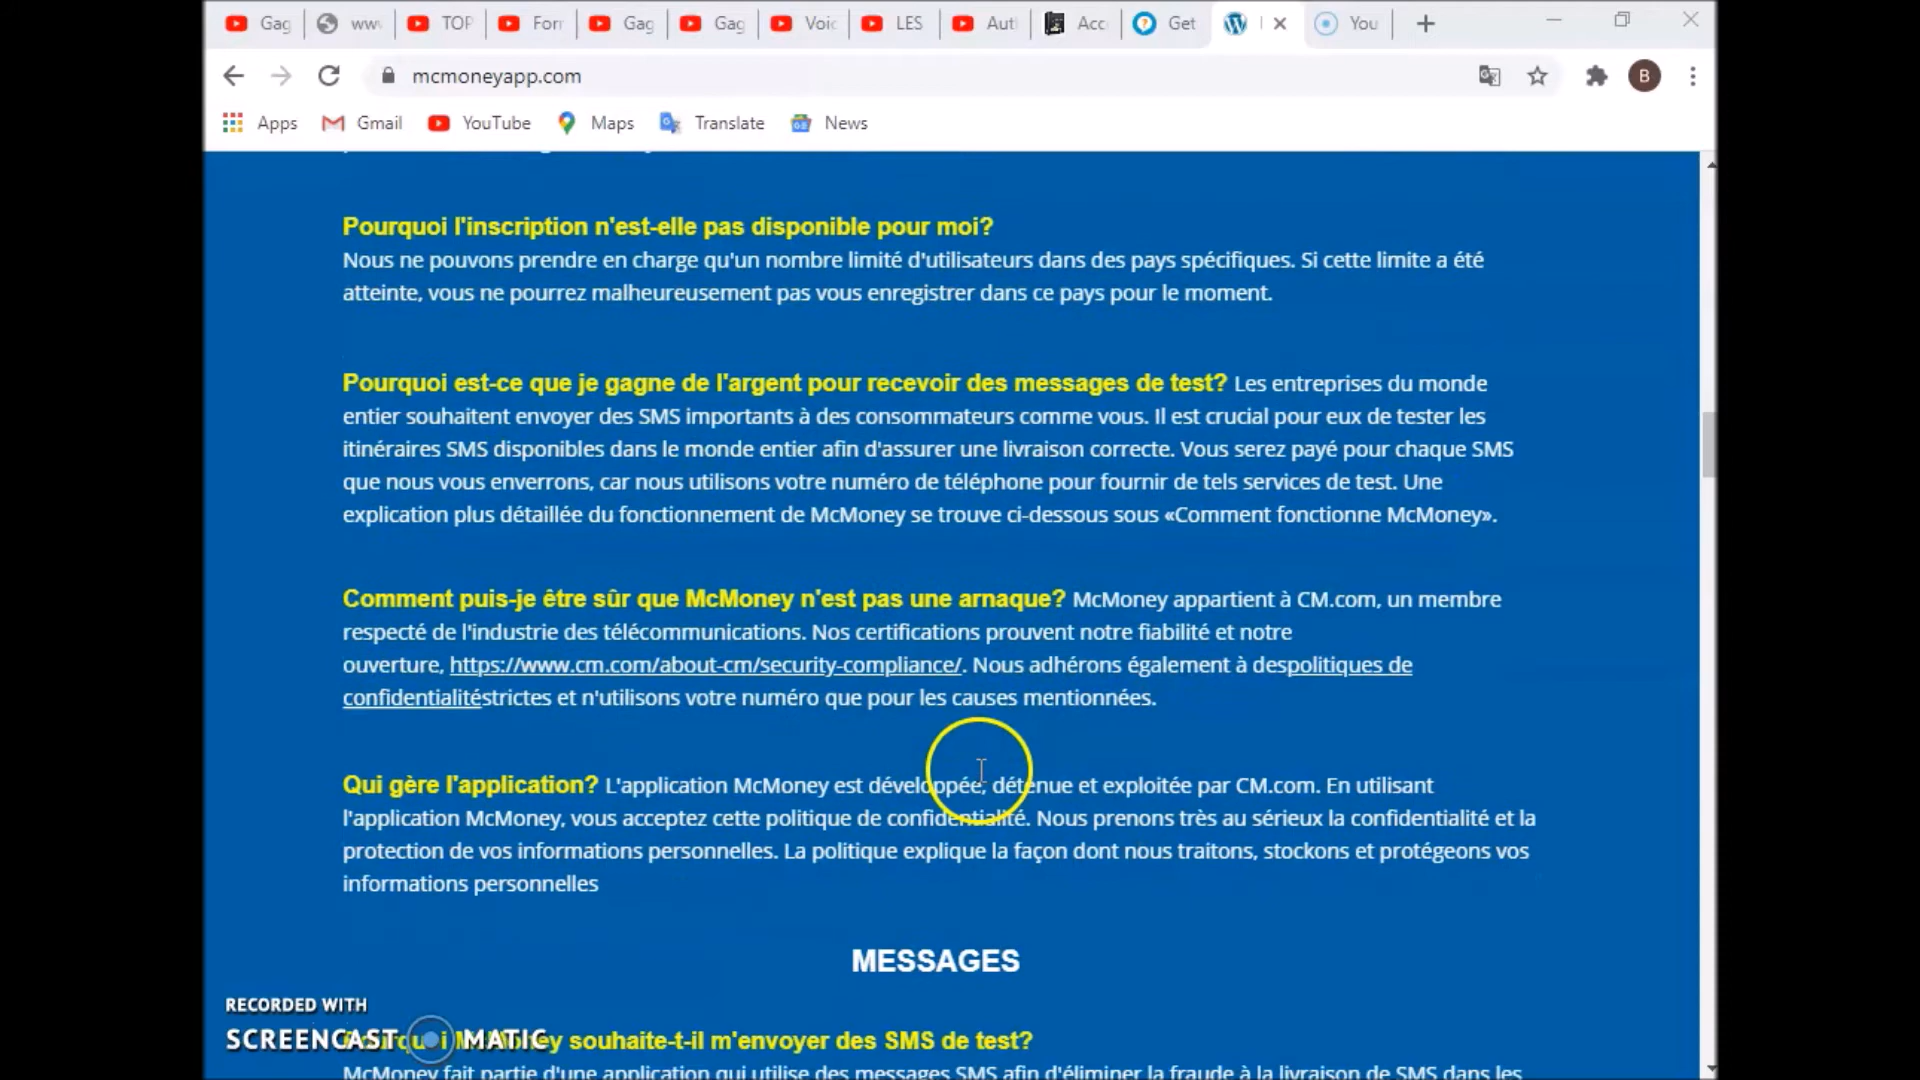 Gag
www
TOP
For
Gag
Gag
Voic
LES
Aut
Acc
Get
You
mcmoneyapp.com
B
Apps
Gmail
YouTube
Maps
Translate
News
Pourquoi l'inscription n'est-elle pas disponible pour moi?
Nous ne pouvons prendre en charge qu'un nombre limité d'utilisateurs dans des pays spécifiques. Si cette limite a été
atteinte, vous ne pourrez malheureusement pas vous enregistrer dans ce pays pour le moment.
Pourquoi est-ce que je gagne de l'argent pour recevoir des messages de test? Les entreprises du monde
entier souhaitent envoyer des SMS importants à des consommateurs comme vous. Il est crucial pour eux de tester les
itinéraires SMS disponibles dans le monde entier afin d'assurer une livraison correcte. Vous serez payé pour chaque SMS
que nous vous enverrons, car nous utilisons votre numéro de téléphone pour fournir de tels services de test. Une
explication plus détaillée du fonctionnement de McMoney se trouve ci-dessous sous «Comment fonctionne McMoney».
Comment puis-je être sûr que McMoney n'est pas une arnaque? McMoney appartient à CM.com, un membre
respecté de l'industrie des télécommunications. Nos certifications prouvent notre fiabilité et notre
ouverture, https://www.cm.com/about-cm/security-compliance/. Nous adhérons également à despolitiques de
confidentialitéstrictes et n'utilisons votre numéro que pour les causes mentionnées.
Qui gère l'application? L'application McMoney est développée, détenue et exploitée par CM.com. En utilisant
l'application McMoney, vous acceptez cette politique de confidentialité. Nous prenons très au sérieux la confidentialité et la
protection de vos informations personnelles. La politique explique la façon dont nous traitons, stockons et protégeons vos
informations personnelles
MESSAGES
RECORDED WITH
SCREENCAST MATIC
Pourquoi McMoney souhaite-t-il m'envoyer des SMS de test?
McMoney fait partie d'une application qui utilise des messages SMS afin d'éliminer la fraude à la livraison de SMS dans les